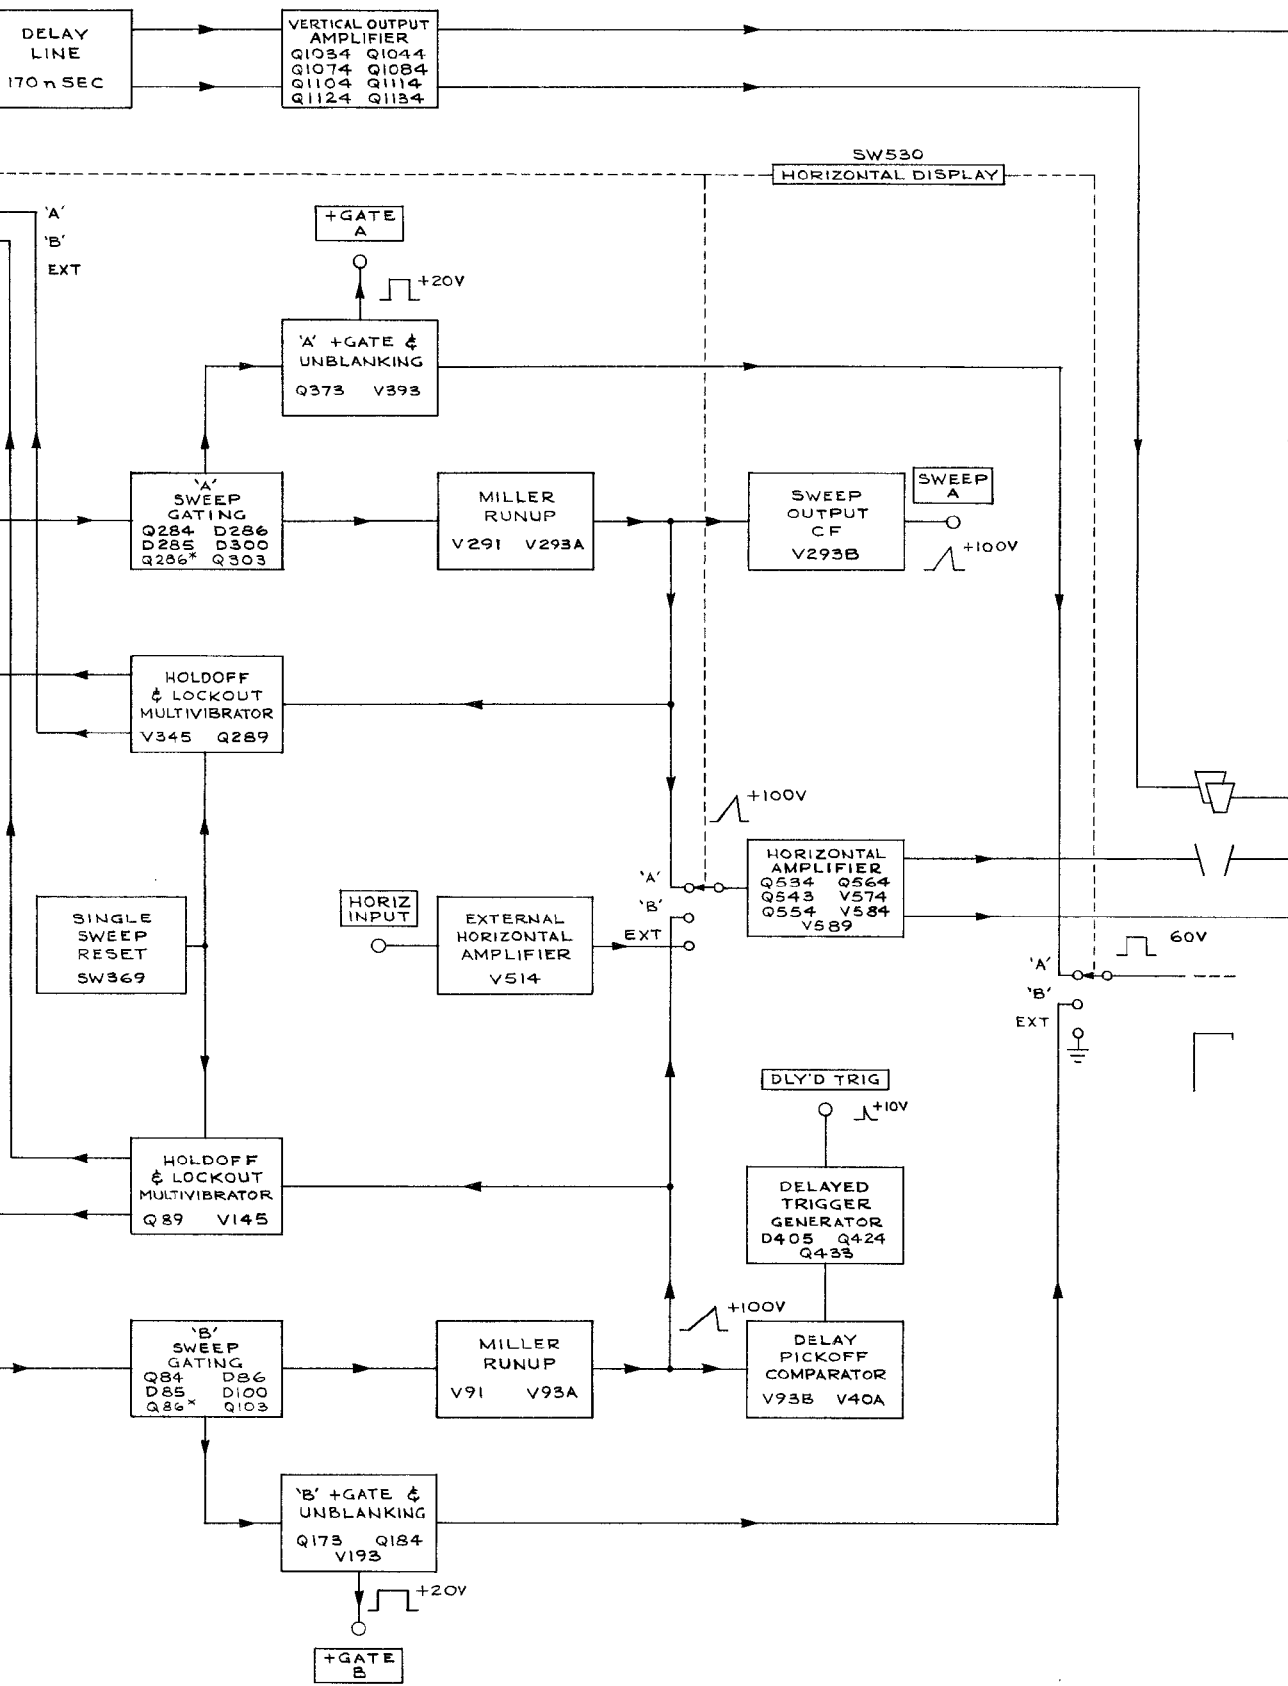 DELAY
LINE
170 n SEC
VERTICAL OUTPUT
AMPLIFIER
Q1034 Q1044
Q1074 Q1084
Q1104 Q1114
Q1124 Q1134
SW530
HORIZONTAL DISPLAY
'A'
'B'
EXT
+GATE
A
+20V
'A' +GATE &
UNBLANKING
Q373 V393
'A'
SWEEP
GATING
Q284 D286
D285 D300
Q286* Q303
MILLER
RUNUP
V291 V293A
SWEEP
OUTPUT
CF
V293B
SWEEP
A
+100V
HOLDOFF
& LOCKOUT
MULTIVIBRATOR
V345 Q289
+100V
HORIZONTAL
AMPLIFIER
Q534 Q564
Q543 V574
Q554 V584
V589
'A'
'B'
EXT
SINGLE
SWEEP
RESET
SW369
HORIZ
INPUT
EXTERNAL
HORIZONTAL
AMPLIFIER
V514
60V
'A'
'B'
EXT
DLY'D TRIG
+10V
HOLDOFF
& LOCKOUT
MULTIVIBRATOR
Q89 V145
DELAYED
TRIGGER
GENERATOR
D405 Q424
Q433
'B'
SWEEP
GATING
Q84 D86
D85 D100
Q86* Q103
MILLER
RUNUP
V91 V93A
+100V
DELAY
PICKOFF
COMPARATOR
V93B V40A
'B' +GATE &
UNBLANKING
Q173 Q184
V193
+20V
+GATE
B